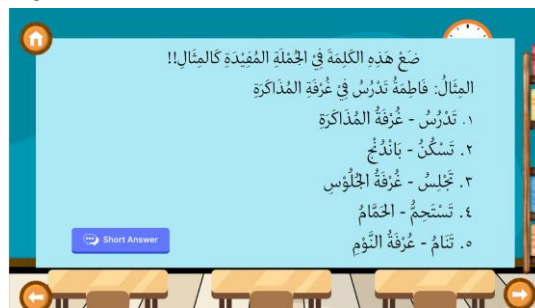 ضَعْ هَذِهِ الكَلِمَةَ فِيْ الجُمْلَةِ المُفِيْدَةِ كَالمِثَالِ!!
المِثَالُ: فَاطِمَةُ تَدْرُسُ فِيْ غُرْفَةِ المُذَاكَرَةِ
١. تَدْرُسُ - غُرْفَةُ المُذَاكَرَةِ
٢. تَسْكُنُ - بَانْدُنْج
٣. تَجْلِسُ - غُرْفَةُ الجُلُوْسِ
٤. تَسْتَحِمُّ - الحَمَّامُ
٥. تَنَامُ - غُرْفَةُ النَّوْمِ
Short Answer